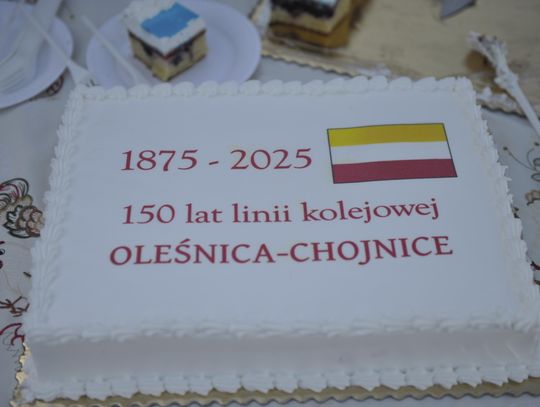 1875 - 2025
150 lat linii kolejowej
OLEŚNICA-CHOJNICE